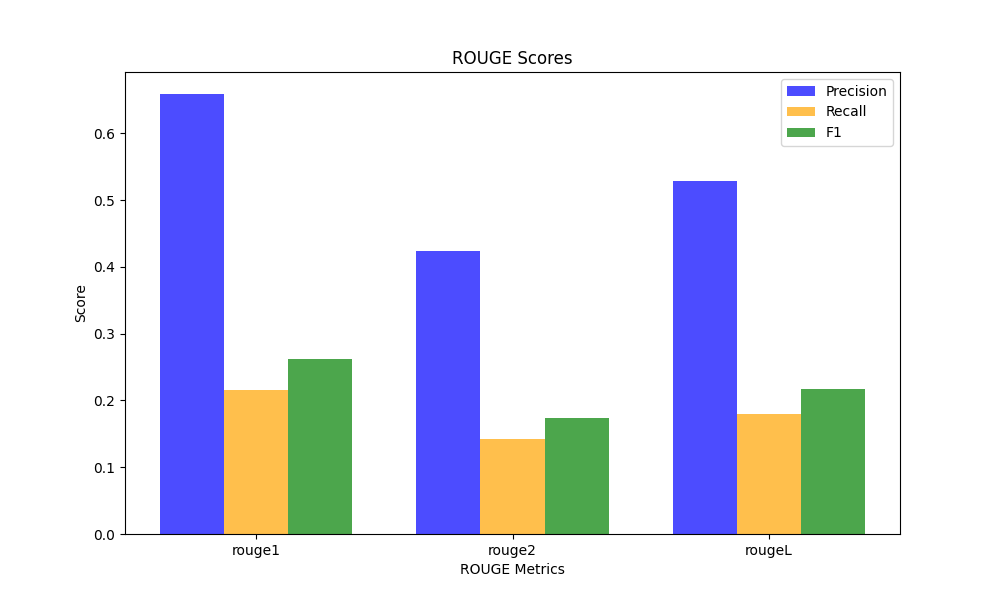 ROUGE Scores
Precision
Recall
F1
0.6
0.5
0.4
0.3
0.2
0.1
0.0
Score
rouge1
rouge2
rougeL
ROUGE Metrics